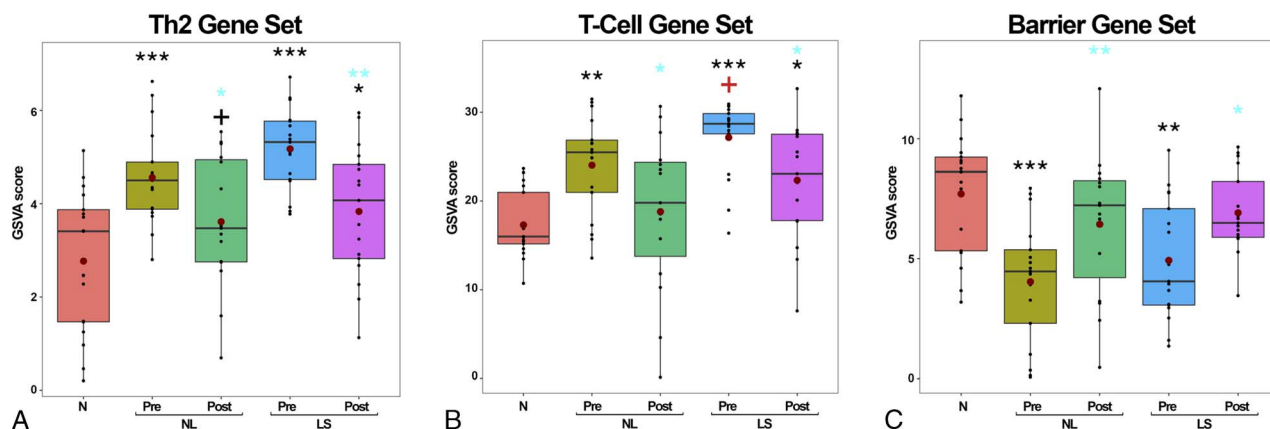 Th2 Gene Set
GSVA score
6
4
2
0
***
*
+
***
**
*
N
Pre
Post
Pre
Post
NL
LS
A
T-Cell Gene Set
GSVA score
30
20
10
0
**
*
***
+
*
*
N
Pre
Post
Pre
Post
NL
LS
B
Barrier Gene Set
GSVA score
10
5
0
***
**
**
*
N
Pre
Post
Pre
Post
NL
LS
C